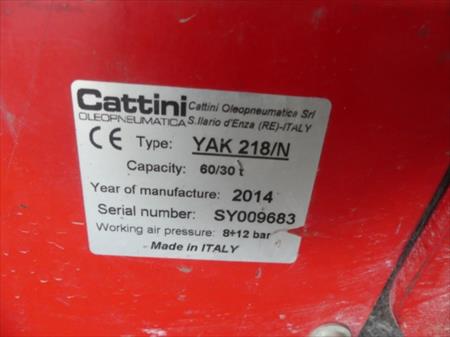 Cattini Cattini Oleopneumatica Srl
OLEOPNEUMATICA S.Ilario d'Enza (RE)-ITALY
CE Type: YAK 218/N
Capacity: 60/30 t
Year of manufacture: 2014
Serial number: SY009683
Working air pressure: 8÷12 bar
Made in ITALY